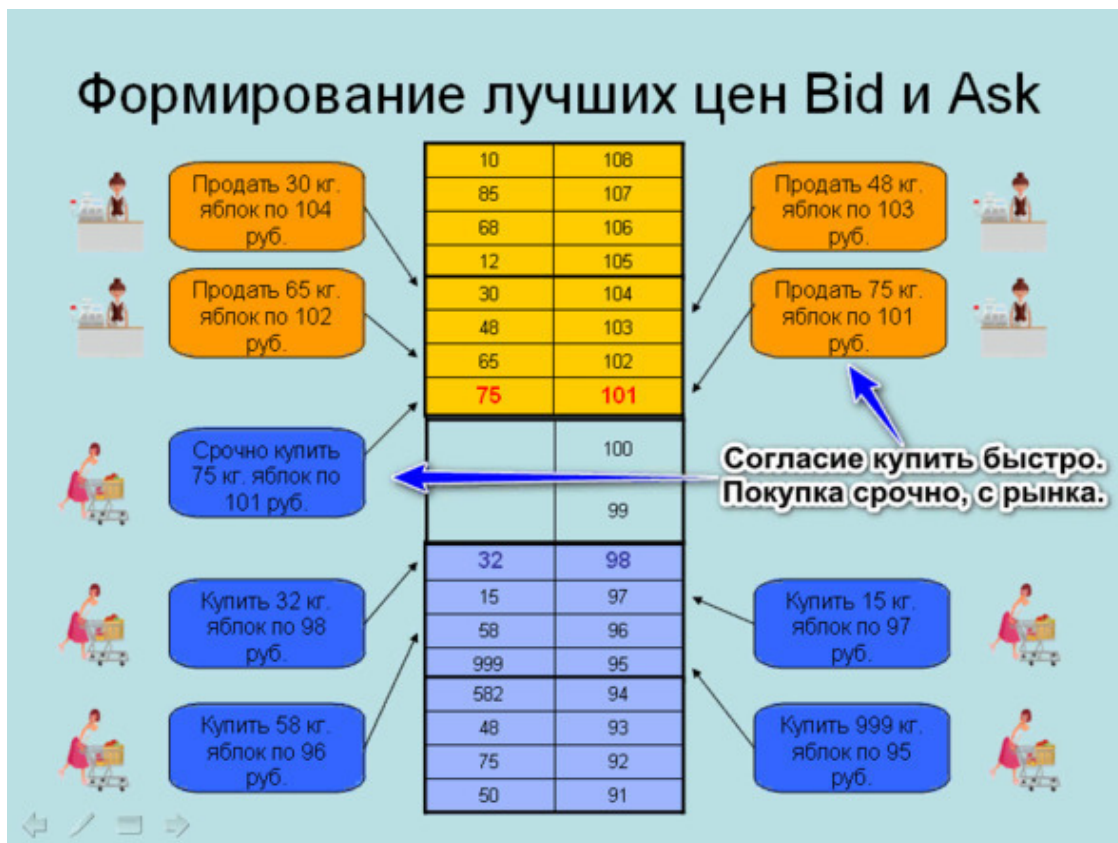 Формирование лучших цен Bid и Ask
Продать 30 кг.
яблок по 104
руб.
Продать 65 кг.
яблок по 102
руб.
Срочно купить
75 кг. яблок по
101 руб.
Купить 32 кг.
яблок по 98
руб.
Купить 58 кг.
яблок по 96
руб.
10 108
85 107
68 106
12 105
30 104
48 103
65 102
75 101
100
99
32 98
15 97
58 96
999 95
582 94
48 93
75 92
50 91
Продать 48 кг.
яблок по 103
руб.
Продать 75 кг.
яблок по 101
руб.
Согласие купить быстро.
Покупка срочно, с рынка.
Купить 15 кг.
яблок по 97
руб.
Купить 999 кг.
яблок по 95
руб.